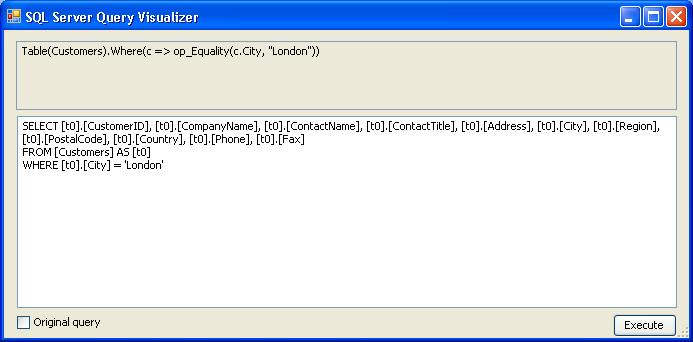 SQL Server Query Visualizer
Table(Customers).Where(c => op_Equality(c.City, "London"))
SELECT [t0].[CustomerID], [t0].[CompanyName], [t0].[ContactName], [t0].[ContactTitle], [t0].[Address], [t0].[City], [t0].[Region],
[t0].[PostalCode], [t0].[Country], [t0].[Phone], [t0].[Fax]
FROM [Customers] AS [t0]
WHERE [t0].[City] = 'London'
Original query
Execute